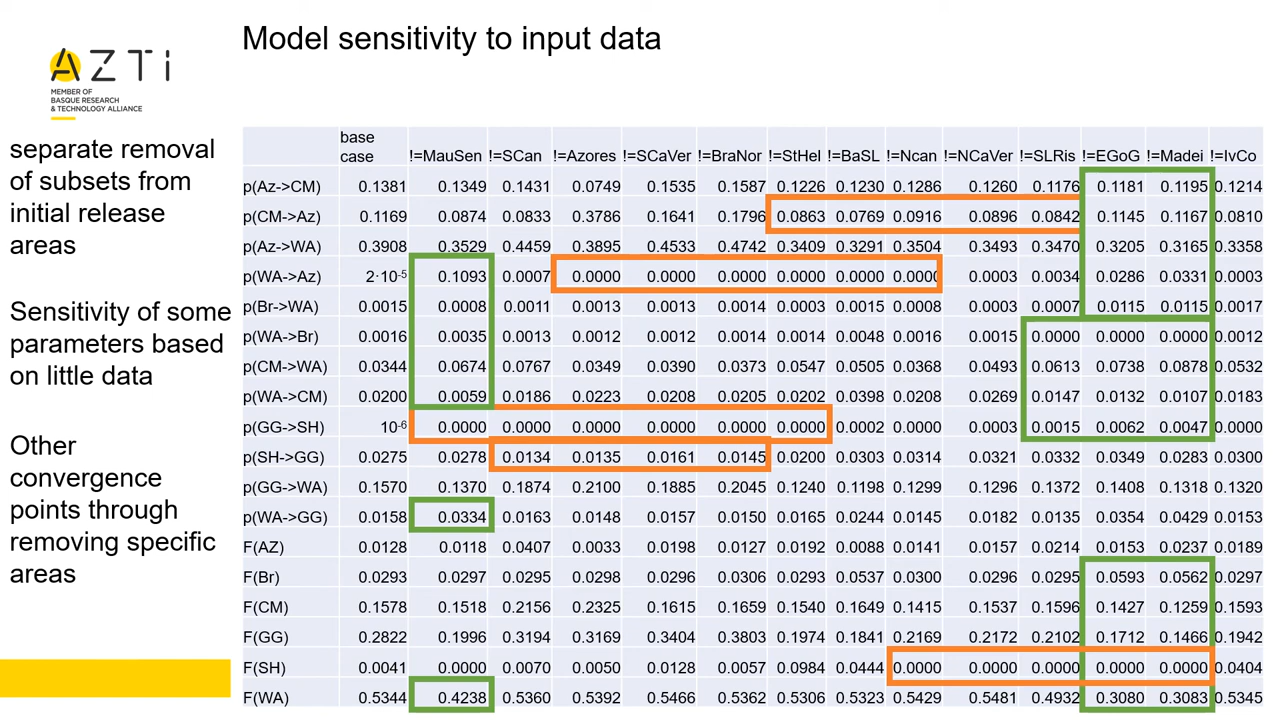 Model sensitivity to input data
AZTi
MEMBER OF
BASQUE RESEARCH
& TECHNOLOGY ALLIANCE
separate removal
of subsets from
initial release
areas
Sensitivity of some
parameters based
on little data
Other
convergence
points through
removing specific
areas
base
case !=MauSen !=SCan !=Azores !=SCaVer !=BraNor !=StHel !=BaSL !=Ncan !=NCaVer !=SLRis !=EGoG !=Madei !=IvCo
p(Az->CM) 0.1381 0.1349 0.1431 0.0749 0.1535 0.1587 0.1226 0.1230 0.1286 0.1260 0.1176 0.1181 0.1195 0.1214
p(CM->Az) 0.1169 0.0874 0.0833 0.3786 0.1641 0.1796 0.0863 0.0769 0.0916 0.0896 0.0842 0.1145 0.1167 0.0810
p(Az->WA) 0.3908 0.3529 0.4459 0.3895 0.4533 0.4742 0.3409 0.3291 0.3504 0.3493 0.3470 0.3205 0.3165 0.3358
p(WA->Az) 2·10-5 0.1093 0.0007 0.0000 0.0000 0.0000 0.0000 0.0000 0.0000 0.0003 0.0034 0.0286 0.0331 0.0003
p(Br->WA) 0.0015 0.0008 0.0011 0.0013 0.0013 0.0014 0.0003 0.0015 0.0008 0.0003 0.0007 0.0115 0.0115 0.0017
p(WA->Br) 0.0016 0.0035 0.0013 0.0012 0.0012 0.0014 0.0014 0.0048 0.0016 0.0015 0.0000 0.0000 0.0000 0.0012
p(CM->WA) 0.0344 0.0674 0.0767 0.0349 0.0390 0.0373 0.0547 0.0505 0.0368 0.0493 0.0613 0.0738 0.0878 0.0532
p(WA->CM) 0.0200 0.0059 0.0186 0.0223 0.0208 0.0205 0.0202 0.0398 0.0208 0.0269 0.0147 0.0132 0.0107 0.0183
p(GG->SH) 10-6 0.0000 0.0000 0.0000 0.0000 0.0000 0.0000 0.0002 0.0000 0.0003 0.0015 0.0062 0.0047 0.0000
p(SH->GG) 0.0275 0.0278 0.0134 0.0135 0.0161 0.0145 0.0200 0.0303 0.0314 0.0321 0.0332 0.0349 0.0283 0.0300
p(GG->WA) 0.1570 0.1370 0.1874 0.2100 0.1885 0.2045 0.1240 0.1198 0.1299 0.1296 0.1372 0.1408 0.1318 0.1320
p(WA->GG) 0.0158 0.0334 0.0163 0.0148 0.0157 0.0150 0.0165 0.0244 0.0145 0.0182 0.0135 0.0354 0.0429 0.0153
F(AZ) 0.0128 0.0118 0.0407 0.0033 0.0198 0.0127 0.0192 0.0088 0.0141 0.0157 0.0214 0.0153 0.0237 0.0189
F(Br) 0.0293 0.0297 0.0295 0.0298 0.0296 0.0306 0.0293 0.0537 0.0300 0.0296 0.0295 0.0593 0.0562 0.0297
F(CM) 0.1578 0.1518 0.2156 0.2325 0.1615 0.1659 0.1540 0.1649 0.1415 0.1537 0.1596 0.1427 0.1259 0.1593
F(GG) 0.2822 0.1996 0.3194 0.3169 0.3404 0.3803 0.1974 0.1841 0.2169 0.2172 0.2102 0.1712 0.1466 0.1942
F(SH) 0.0041 0.0000 0.0070 0.0050 0.0128 0.0057 0.0984 0.0444 0.0000 0.0000 0.0000 0.0000 0.0000 0.0404
F(WA) 0.5344 0.4238 0.5360 0.5392 0.5466 0.5362 0.5306 0.5323 0.5429 0.5481 0.4932 0.3080 0.3083 0.5345